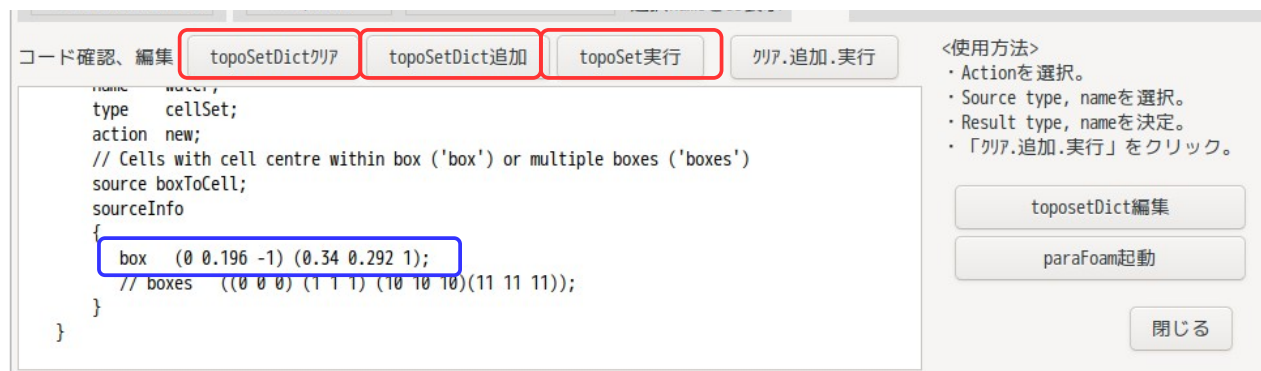 コード確認、編集 topoSetDictｸﾘｱ topoSetDict追加 topoSet実行 ｸﾘｱ.追加.実行
name water;
type cellSet;
action new;
// Cells with cell centre within box ('box') or multiple boxes ('boxes')
source boxToCell;
sourceInfo
{
box (0 0.196 -1) (0.34 0.292 1);
// boxes ((0 0 0) (1 1 1) (10 10 10)(11 11 11));
}
}
<使用方法>
・Actionを選択。
・Source type, nameを選択。
・Result type, nameを決定。
・「ｸﾘｱ.追加.実行」をクリック。
toposetDict編集
paraFoam起動
閉じる